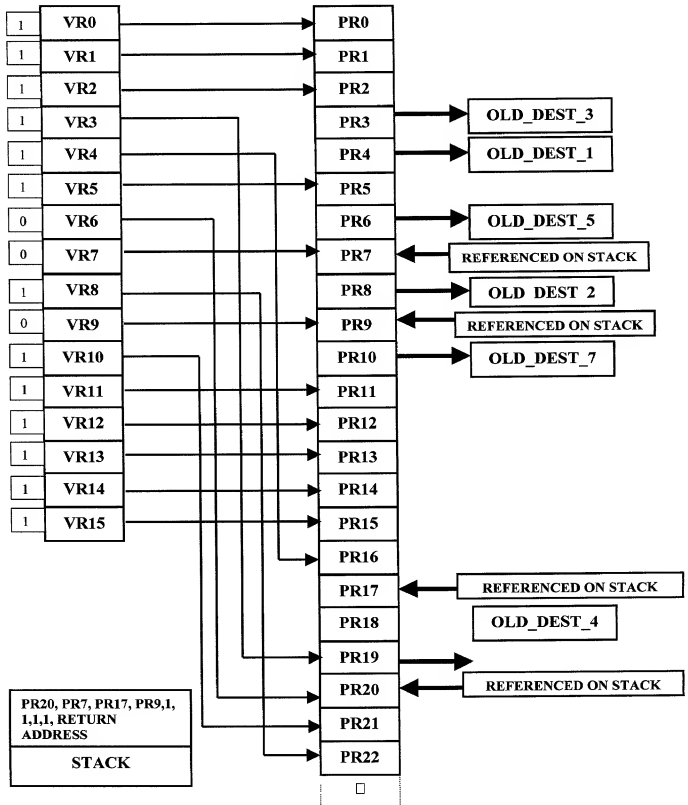 1 VR0 PR0
1 VR1 PR1
1 VR2 PR2
1 VR3 PR3 OLD_DEST_3
1 VR4 PR4 OLD_DEST_1
1 VR5 PR5
0 VR6 PR6 OLD_DEST_5
0 VR7 PR7 REFERENCED ON STACK
1 VR8 PR8 OLD DEST 2
0 VR9 PR9 REFERENCED ON STACK
1 VR10 PR10 OLD_DEST_7
1 VR11 PR11
1 VR12 PR12
1 VR13 PR13
1 VR14 PR14
1 VR15 PR15
PR16
PR17 REFERENCED ON STACK
PR18 OLD_DEST_4
PR19
PR20 REFERENCED ON STACK
PR21
PR22
PR20, PR7, PR17, PR9,1,
1,1,1, RETURN
ADDRESS
STACK